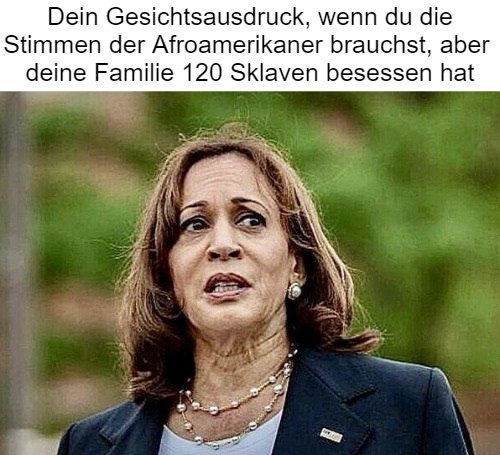 Dein Gesichtsausdruck, wenn du die
Stimmen der Afroamerikaner brauchst, aber
deine Familie 120 Sklaven besessen hat